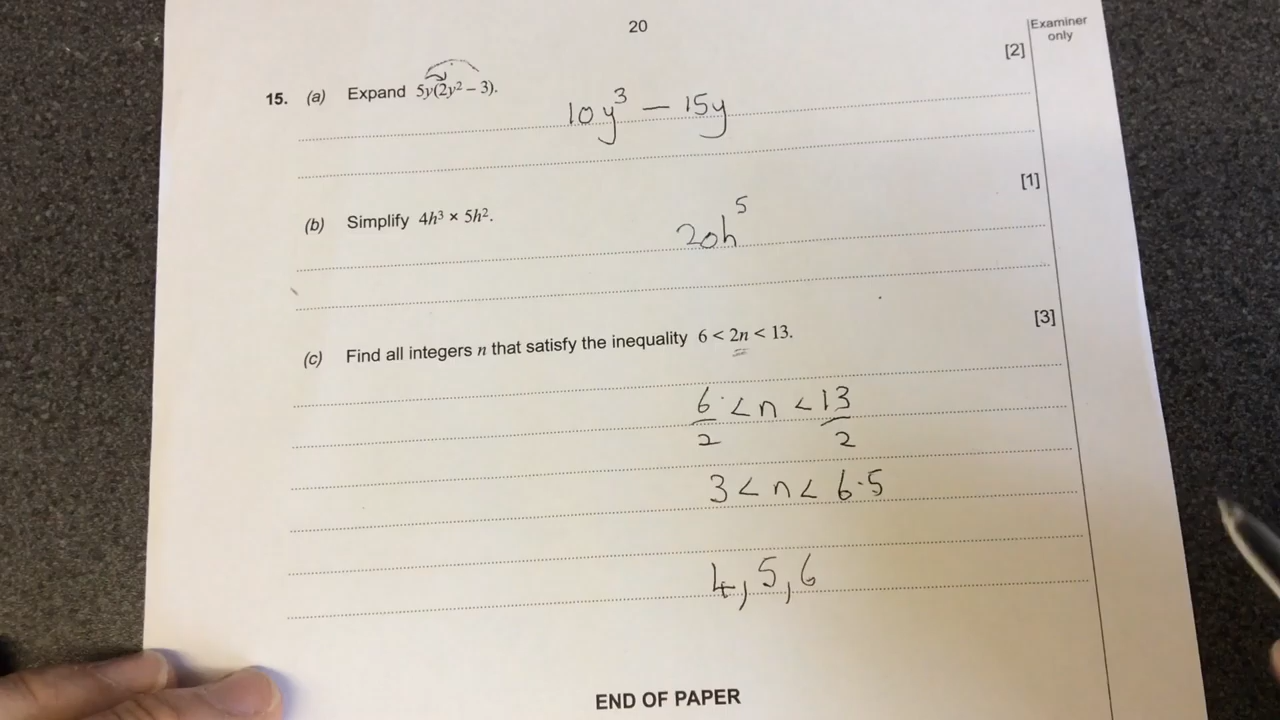 20
Examiner only
[2]
15. (a) Expand 5y(2y² – 3).
10y³ – 15y
[1]
(b) Simplify 4h³ × 5h².
20h⁵
[3]
(c) Find all integers n that satisfy the inequality 6 < 2n < 13.
6/2 < n < 13/2
3 < n < 6·5
4, 5, 6
END OF PAPER